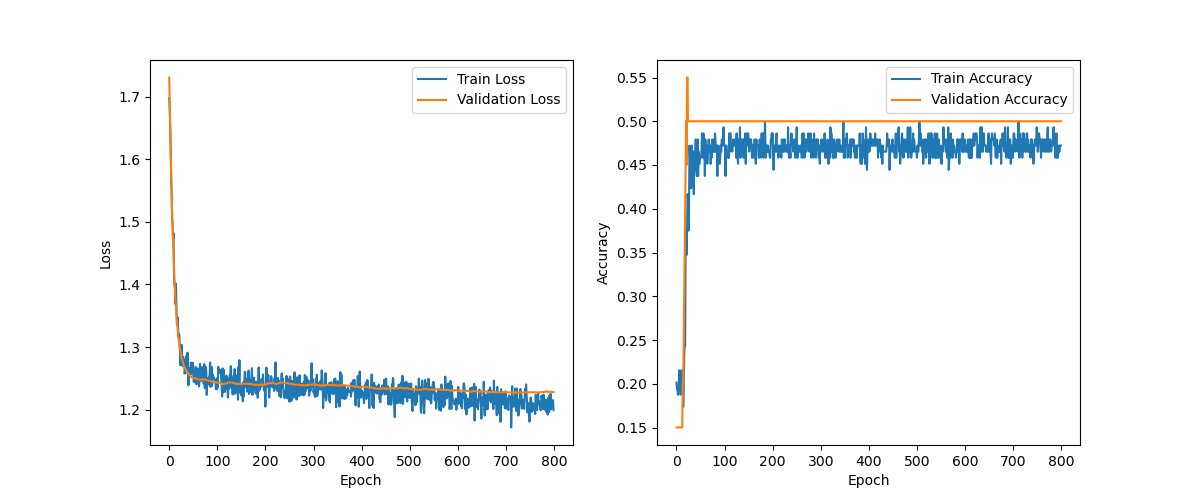 Train Loss
Validation Loss
1.7
1.6
1.5
1.4
1.3
1.2
Loss
0 100 200 300 400 500 600 700 800
Epoch
Train Accuracy
Validation Accuracy
0.55
0.50
0.45
0.40
0.35
0.30
0.25
0.20
0.15
Accuracy
0 100 200 300 400 500 600 700 800
Epoch